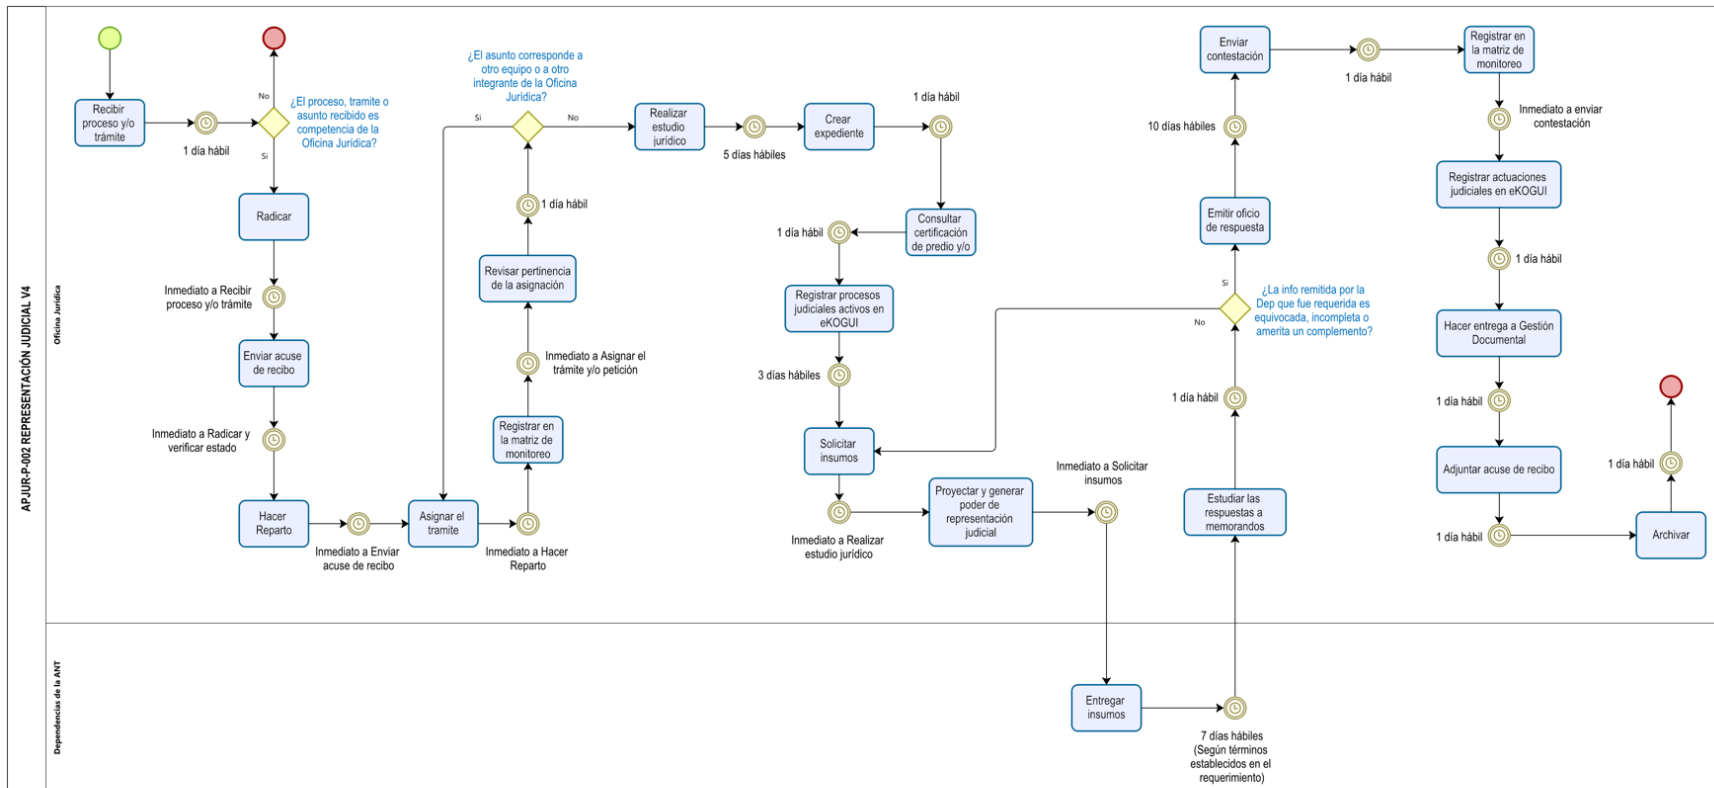 APJUR-P-002 REPRESENTACIÓN JUDICIAL V4
Oficina Jurídica
Recibir
proceso y/o
trámite
1 día hábil
No
¿El proceso, tramite o
asunto recibido es
competencia de la
Oficina Jurídica?
Si
Radicar
Inmediato a Recibir
proceso y/o trámite
Enviar acuse
de recibo
Inmediato a Radicar y
verificar estado
Hacer
Reparto
Inmediato a Enviar
acuse de recibo
Asignar el
tramite
Inmediato a Hacer
Reparto
Registrar en
la matriz de
monitoreo
Inmediato a Asignar el
trámite y/o petición
Revisar pertinencia
de la asignación
1 día hábil
¿El asunto corresponde a
otro equipo o a otro
integrante de la Oficina
Jurídica?
Si
No
Realizar
estudio
jurídico
5 días hábiles
Crear
expediente
1 día hábil
Consultar
certificación
de predio y/o
1 día hábil
Registrar procesos
judiciales activos en
eKOGUI
3 días hábiles
Solicitar
insumos
Inmediato a Realizar
estudio jurídico
Proyectar y generar
poder de
representación
judicial
Inmediato a Solicitar
insumos
Dependencias de la ANT
Entregar
insumos
7 días hábiles
(Según términos
establecidos en el
requerimiento)
Estudiar las
respuestas a
memorandos
1 día hábil
¿La info remitida por la
Dep que fue requerida es
equivocada, incompleta o
amerita un complemento?
No
Si
Emitir oficio
de respuesta
10 días hábiles
Enviar
contestación
1 día hábil
Registrar en
la matriz de
monitoreo
Inmediato a enviar
contestación
Registrar actuaciones
judiciales en eKOGUI
1 día hábil
Hacer entrega a Gestión
Documental
1 día hábil
Adjuntar acuse de recibo
1 día hábil
Archivar
1 día hábil